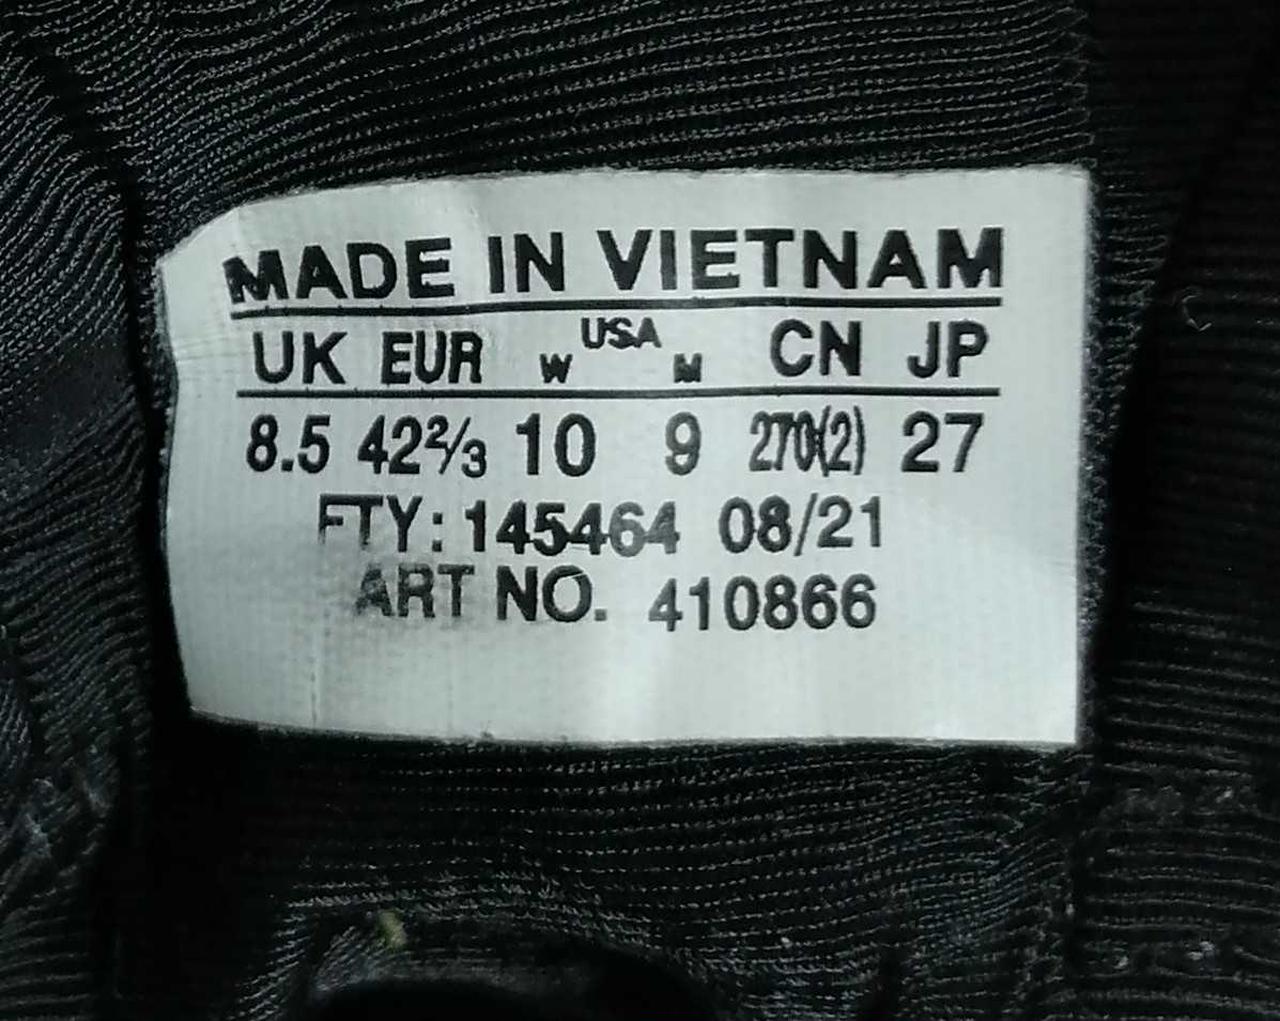 MADE IN VIETNAM
UK EUR W USA M CN JP
8.5 42⅔ 10 9 270(2) 27
FTY: 145464 08/21
ART NO. 410866